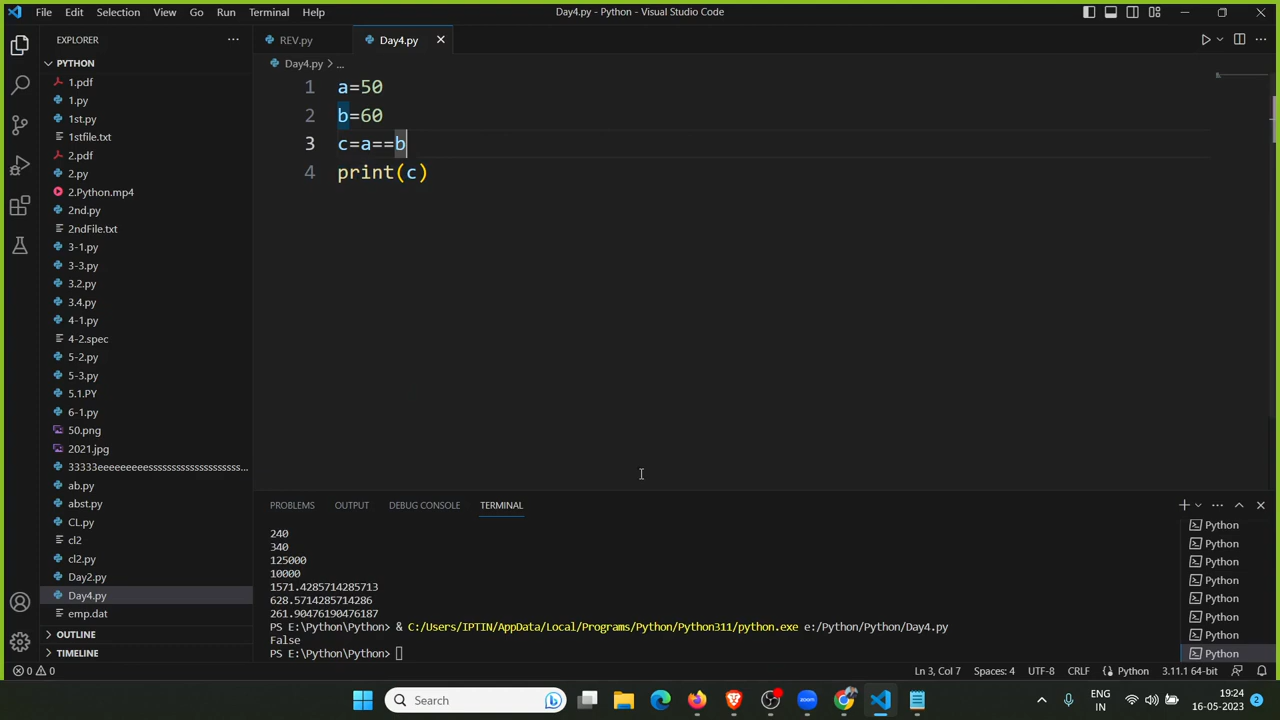 File Edit Selection View Go Run Terminal Help
Day4.py - Python - Visual Studio Code
EXPLORER
REV.py
Day4.py
PYTHON
Day4.py > ...
1.pdf
1.py
1st.py
1stfile.txt
2.pdf
2.py
2.Python.mp4
2nd.py
2ndFile.txt
3-1.py
3-3.py
3.2.py
3.4.py
4-1.py
4-2.spec
5-2.py
5-3.py
5.1.PY
6-1.py
50.png
2021.jpg
ab.py
abst.py
CL.py
cl2
cl2.py
Day2.py
Day4.py
emp.dat
OUTLINE
TIMELINE
1 a=50
2 b=60
3 c=a==b
4 print(c)
PROBLEMS OUTPUT DEBUG CONSOLE TERMINAL
240
340
125000
10000
1571.4285714285713
628.5714285714286
261.90476190476187
PS E:\Python\Python> & C:/Users/IPTIN/AppData/Local/Programs/Python/Python311/python.exe e:/Python/Python/Day4.py
False
PS E:\Python\Python>
Python
Python
Python
Python
Python
Python
Python
Python
0 0
Ln 3, Col 7 Spaces: 4 UTF-8 CRLF Python 3.11.1 64-bit
Search
zoom
ENG
IN
19:24
16-05-2023
2